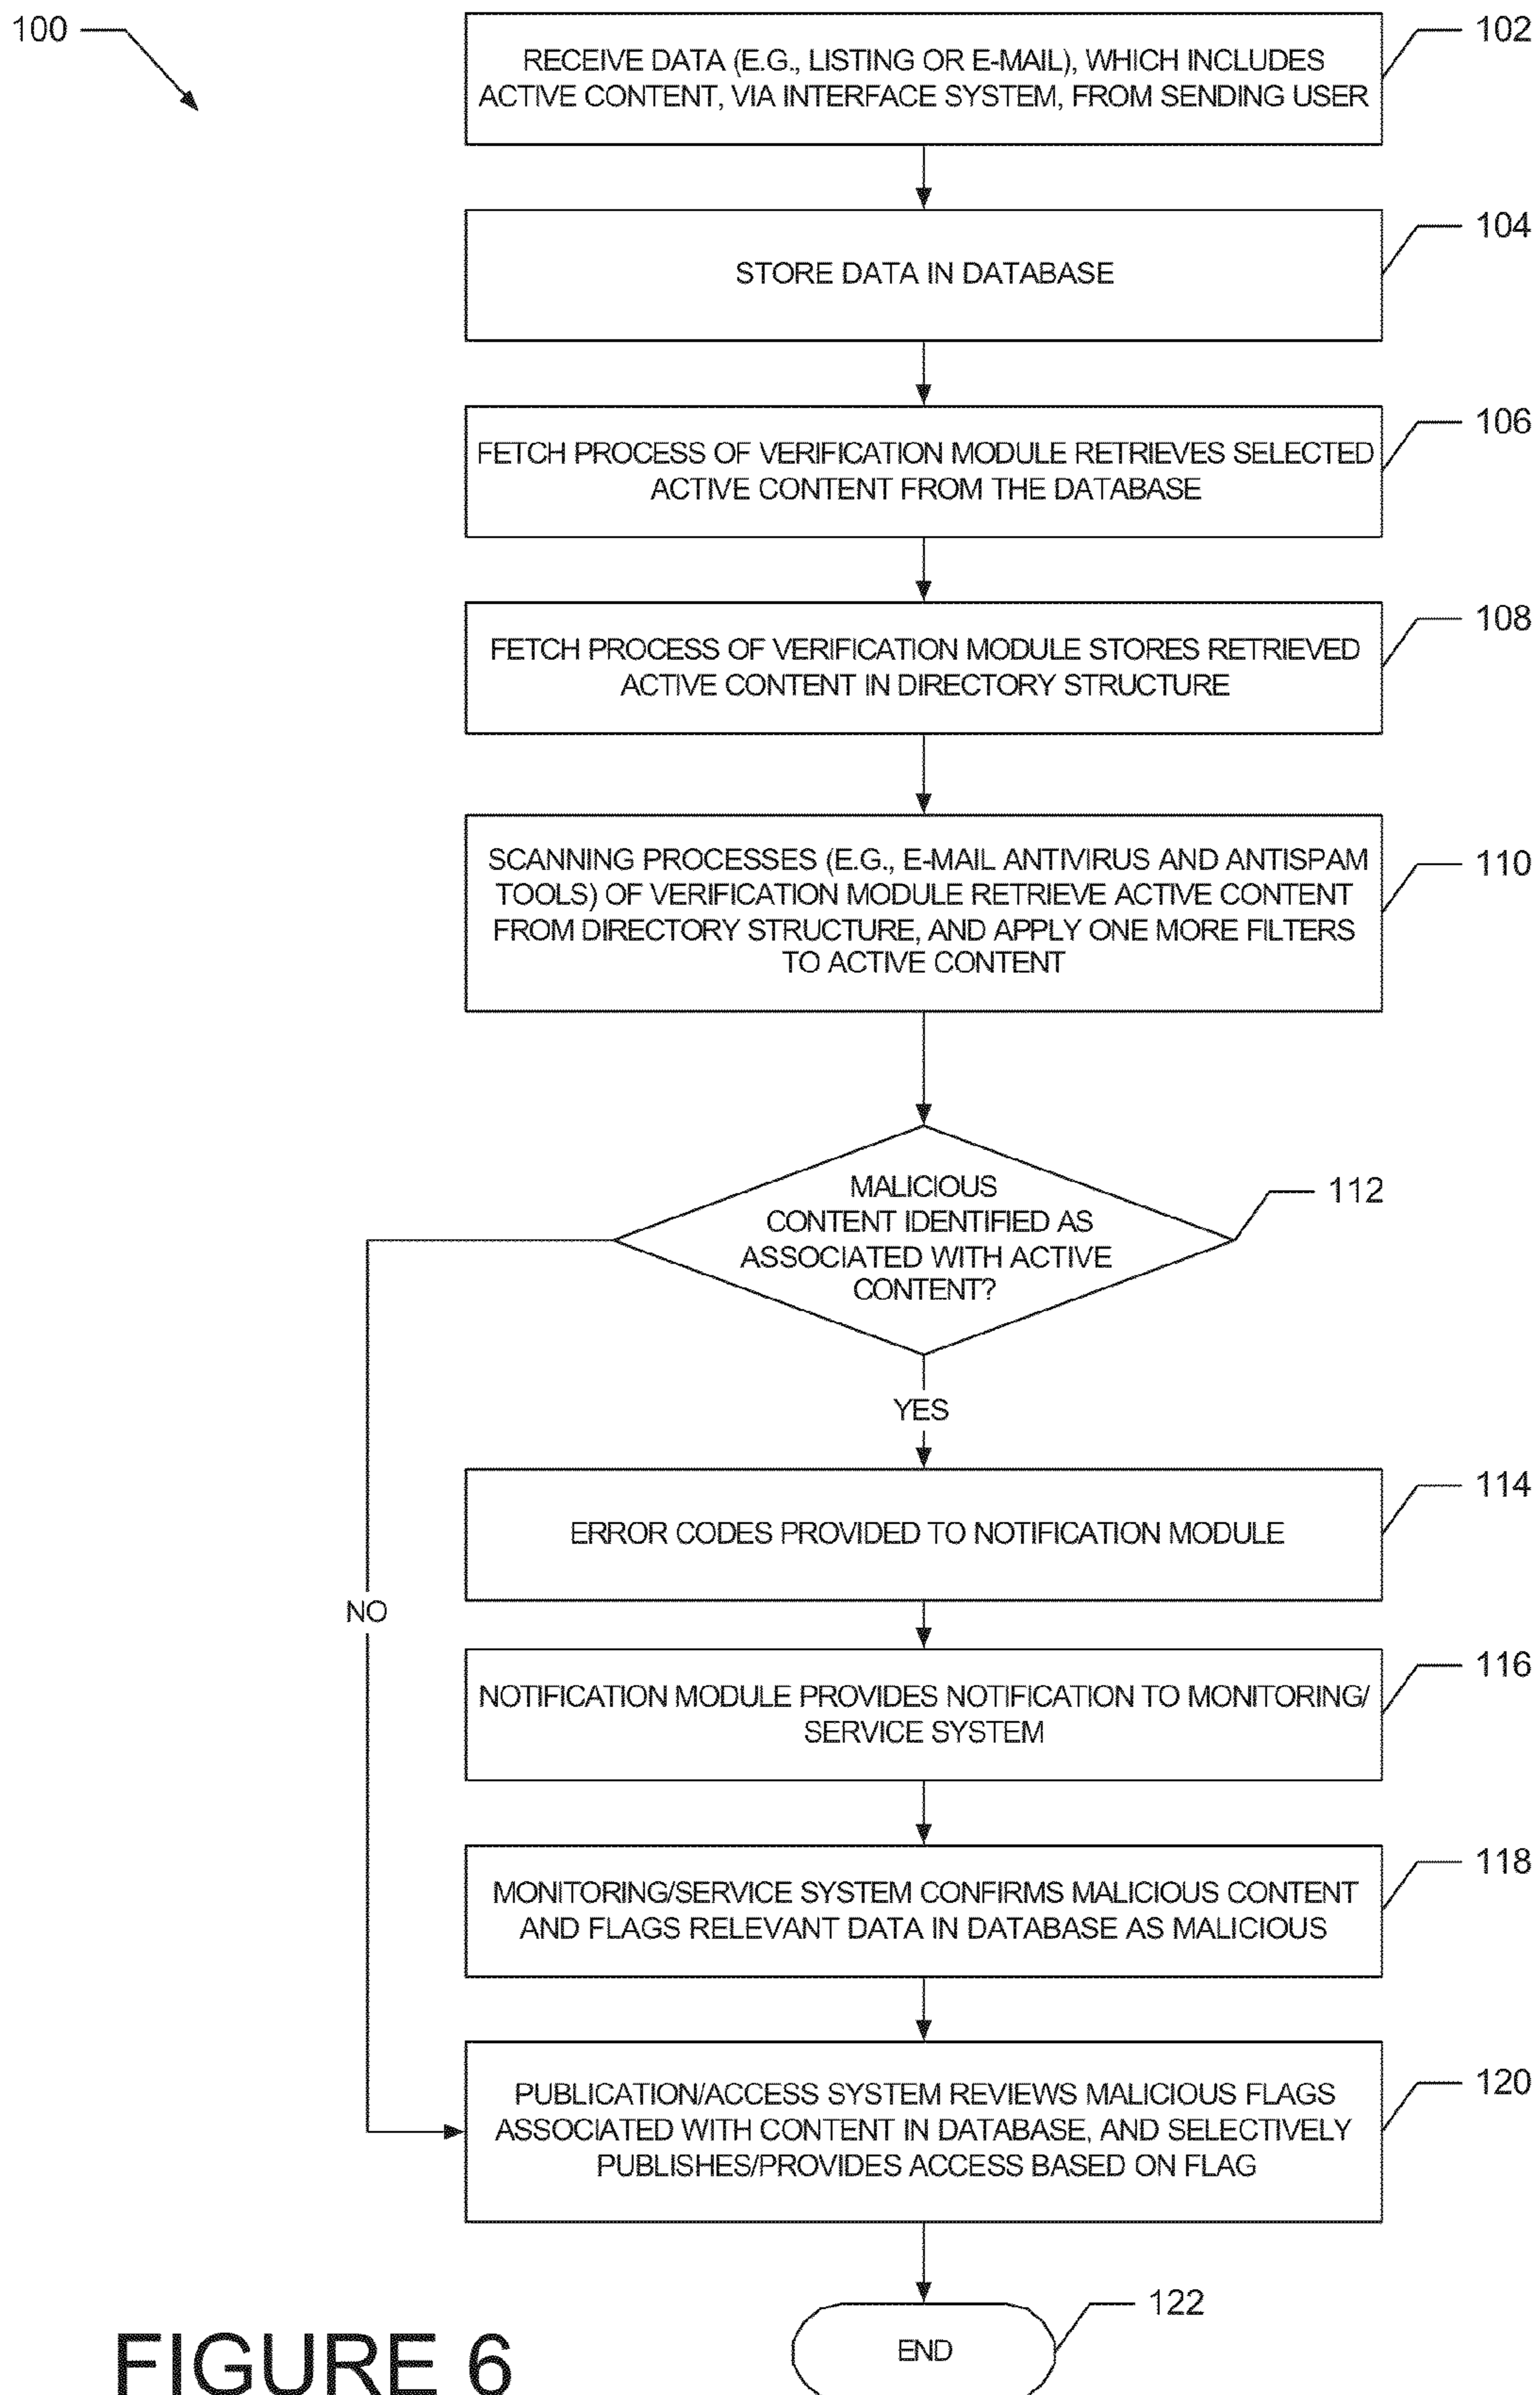 100
RECEIVE DATA (E.G., LISTING OR E-MAIL), WHICH INCLUDES
ACTIVE CONTENT, VIA INTERFACE SYSTEM, FROM SENDING USER
102
STORE DATA IN DATABASE
104
FETCH PROCESS OF VERIFICATION MODULE RETRIEVES SELECTED
ACTIVE CONTENT FROM THE DATABASE
106
FETCH PROCESS OF VERIFICATION MODULE STORES RETRIEVED
ACTIVE CONTENT IN DIRECTORY STRUCTURE
108
SCANNING PROCESSES (E.G., E-MAIL ANTIVIRUS AND ANTISPAM
TOOLS) OF VERIFICATION MODULE RETRIEVE ACTIVE CONTENT
FROM DIRECTORY STRUCTURE, AND APPLY ONE MORE FILTERS
TO ACTIVE CONTENT
110
MALICIOUS
CONTENT IDENTIFIED AS
ASSOCIATED WITH ACTIVE
CONTENT?
112
YES
ERROR CODES PROVIDED TO NOTIFICATION MODULE
114
NO
NOTIFICATION MODULE PROVIDES NOTIFICATION TO MONITORING/
SERVICE SYSTEM
116
MONITORING/SERVICE SYSTEM CONFIRMS MALICIOUS CONTENT
AND FLAGS RELEVANT DATA IN DATABASE AS MALICIOUS
118
PUBLICATION/ACCESS SYSTEM REVIEWS MALICIOUS FLAGS
ASSOCIATED WITH CONTENT IN DATABASE, AND SELECTIVELY
PUBLISHES/PROVIDES ACCESS BASED ON FLAG
120
END
122
FIGURE 6